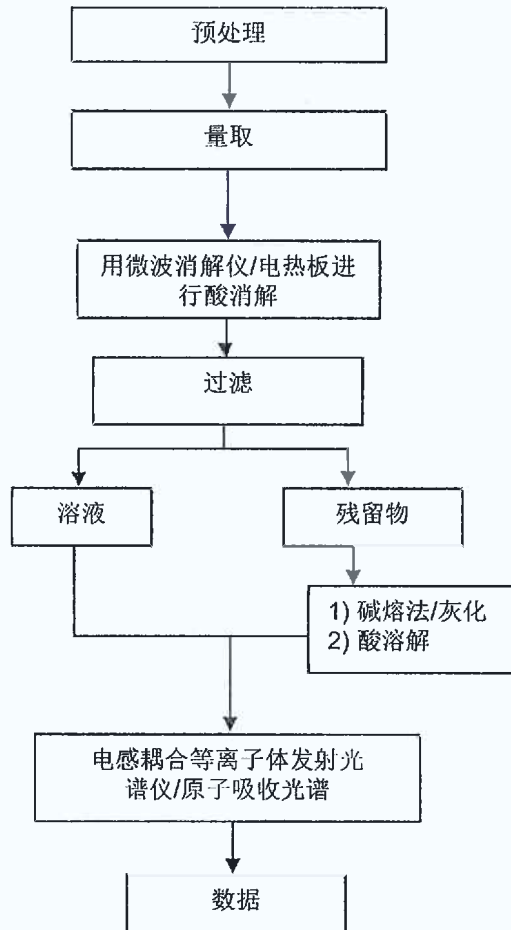 预处理
量取
用微波消解仪/电热板进
行酸消解
过滤
溶液
残留物
1) 碱熔法/灰化
2) 酸溶解
电感耦合等离子体发射光
谱仪/原子吸收光谱
数据